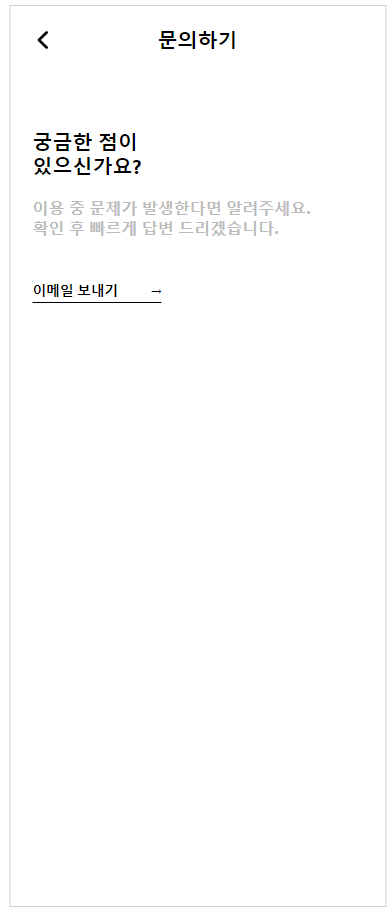 문의하기
궁금한 점이
있으신가요?
이용 중 문제가 발생한다면 알려주세요.
확인 후 빠르게 답변 드리겠습니다.
이메일 보내기 →